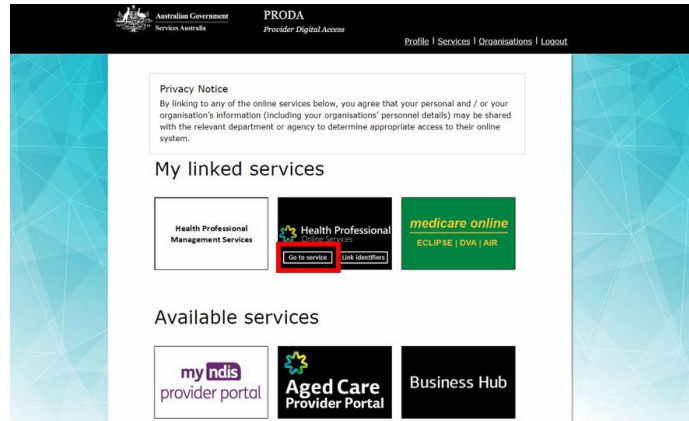 Australian Government
Services Australia
PRODA
Provider Digital Access
Profile | Services | Organisations | Logout
Privacy Notice
By linking to any of the online services below, you agree that your personal and / or your
organisation's information (including your organisations' personnel details) may be shared
with the relevant department or agency to determine appropriate access to their online
system.
My linked services
Health Professional
Management Services
Health Professional
Online Services
Go to service
Link identifiers
medicare online
ECLIPSE | DVA | AIR
Available services
my ndis
provider portal
Aged Care
Provider Portal
Business Hub